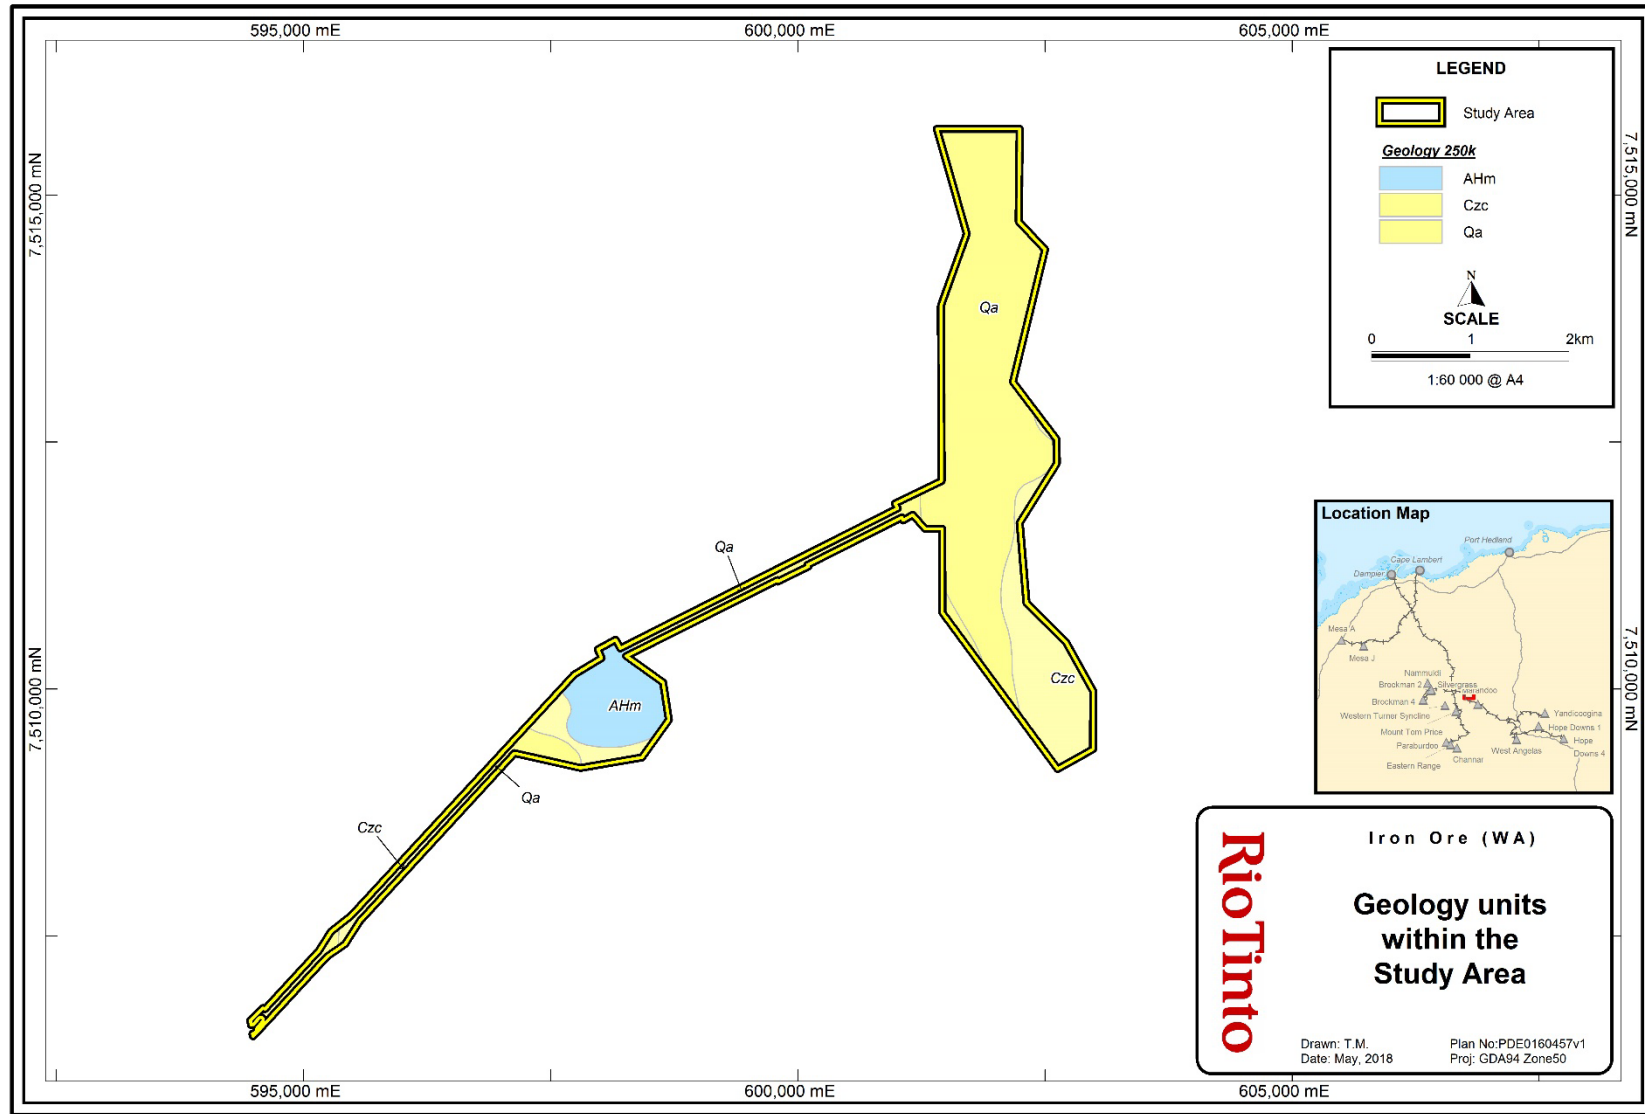 595,000 mE
600,000 mE
605,000 mE
7,515,000 mN
7,510,000 mN
7,515,000 mN
7,510,000 mN
Qa
Qa
AHm
Czc
Qa
Czc
LEGEND
Study Area
Geology 250k
AHm
Czc
Qa
N
SCALE
0 1 2km
1:60 000 @ A4
Location Map
Port Hedland
Cape Lambert
Dampier
Mesa A
Mesa J
Nammuldi
Brockman 2
Silvergrass
Marandoo
Brockman 4
Western Turner Syncline
Yandicoogina
Mount Tom Price
Hope Downs 1
Paraburdoo
West Angelas
Hope
Downs 4
Channar
Eastern Range
RioTinto
Iron Ore (WA)
Geology units
within the
Study Area
Drawn: T.M.
Date: May, 2018
Plan No:PDE0160457v1
Proj: GDA94 Zone50
595,000 mE
600,000 mE
605,000 mE